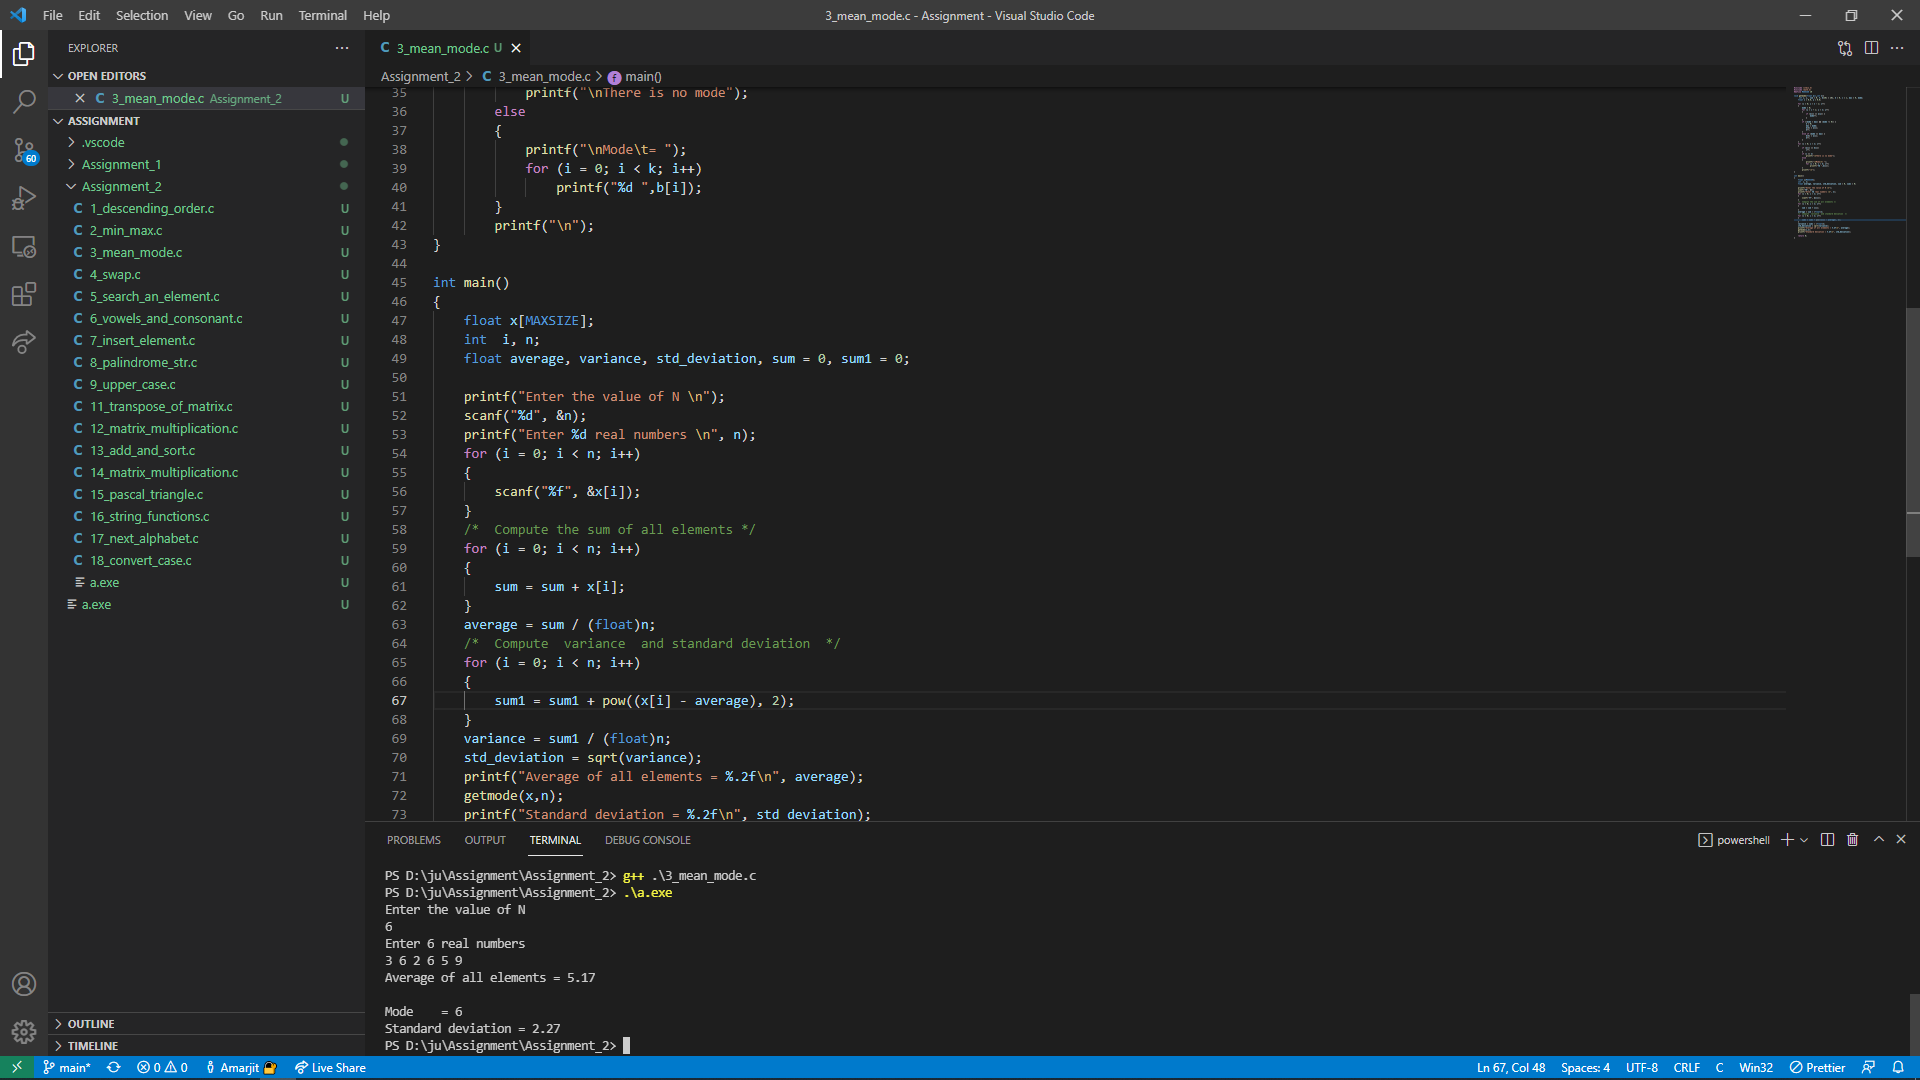 File Edit Selection View Go Run Terminal Help
3_mean_mode.c - Assignment - Visual Studio Code
EXPLORER
OPEN EDITORS
C 3_mean_mode.c Assignment_2 U
ASSIGNMENT
.vscode
Assignment_1
Assignment_2
C 1_descending_order.c U
C 2_min_max.c U
C 3_mean_mode.c U
C 4_swap.c U
C 5_search_an_element.c U
C 6_vowels_and_consonant.c U
C 7_insert_element.c U
C 8_palindrome_str.c U
C 9_upper_case.c U
C 11_transpose_of_matrix.c U
C 12_matrix_multiplication.c U
C 13_add_and_sort.c U
C 14_matrix_multiplication.c U
C 15_pascal_triangle.c U
C 16_string_functions.c U
C 17_next_alphabet.c U
C 18_convert_case.c U
a.exe U
a.exe U
60
OUTLINE
TIMELINE
C 3_mean_mode.c U
Assignment_2 > C 3_mean_mode.c > f main()
35 printf("\nThere is no mode");
36 else
37 {
38 printf("\nMode\t= ");
39 for (i = 0; i < k; i++)
40 printf("%d ",b[i]);
41 }
42 printf("\n");
43 }
44
45 int main()
46 {
47 float x[MAXSIZE];
48 int  i, n;
49 float average, variance, std_deviation, sum = 0, sum1 = 0;
50
51 printf("Enter the value of N \n");
52 scanf("%d", &n);
53 printf("Enter %d real numbers \n", n);
54 for (i = 0; i < n; i++)
55 {
56 scanf("%f", &x[i]);
57 }
58 /*  Compute the sum of all elements */
59 for (i = 0; i < n; i++)
60 {
61 sum = sum + x[i];
62 }
63 average = sum / (float)n;
64 /*  Compute  variance  and standard deviation  */
65 for (i = 0; i < n; i++)
66 {
67 sum1 = sum1 + pow((x[i] - average), 2);
68 }
69 variance = sum1 / (float)n;
70 std_deviation = sqrt(variance);
71 printf("Average of all elements = %.2f\n", average);
72 getmode(x,n);
73 printf("Standard deviation = %.2f\n", std_deviation);
PROBLEMS OUTPUT TERMINAL DEBUG CONSOLE
powershell
PS D:\ju\Assignment\Assignment_2> g++ .\3_mean_mode.c
PS D:\ju\Assignment\Assignment_2> .\a.exe
Enter the value of N
6
Enter 6 real numbers
3 6 2 6 5 9
Average of all elements = 5.17
Mode    = 6
Standard deviation = 2.27
PS D:\ju\Assignment\Assignment_2>
main* 0 0 Amarjit Live Share
Ln 67, Col 48 Spaces: 4 UTF-8 CRLF C Win32 Prettier